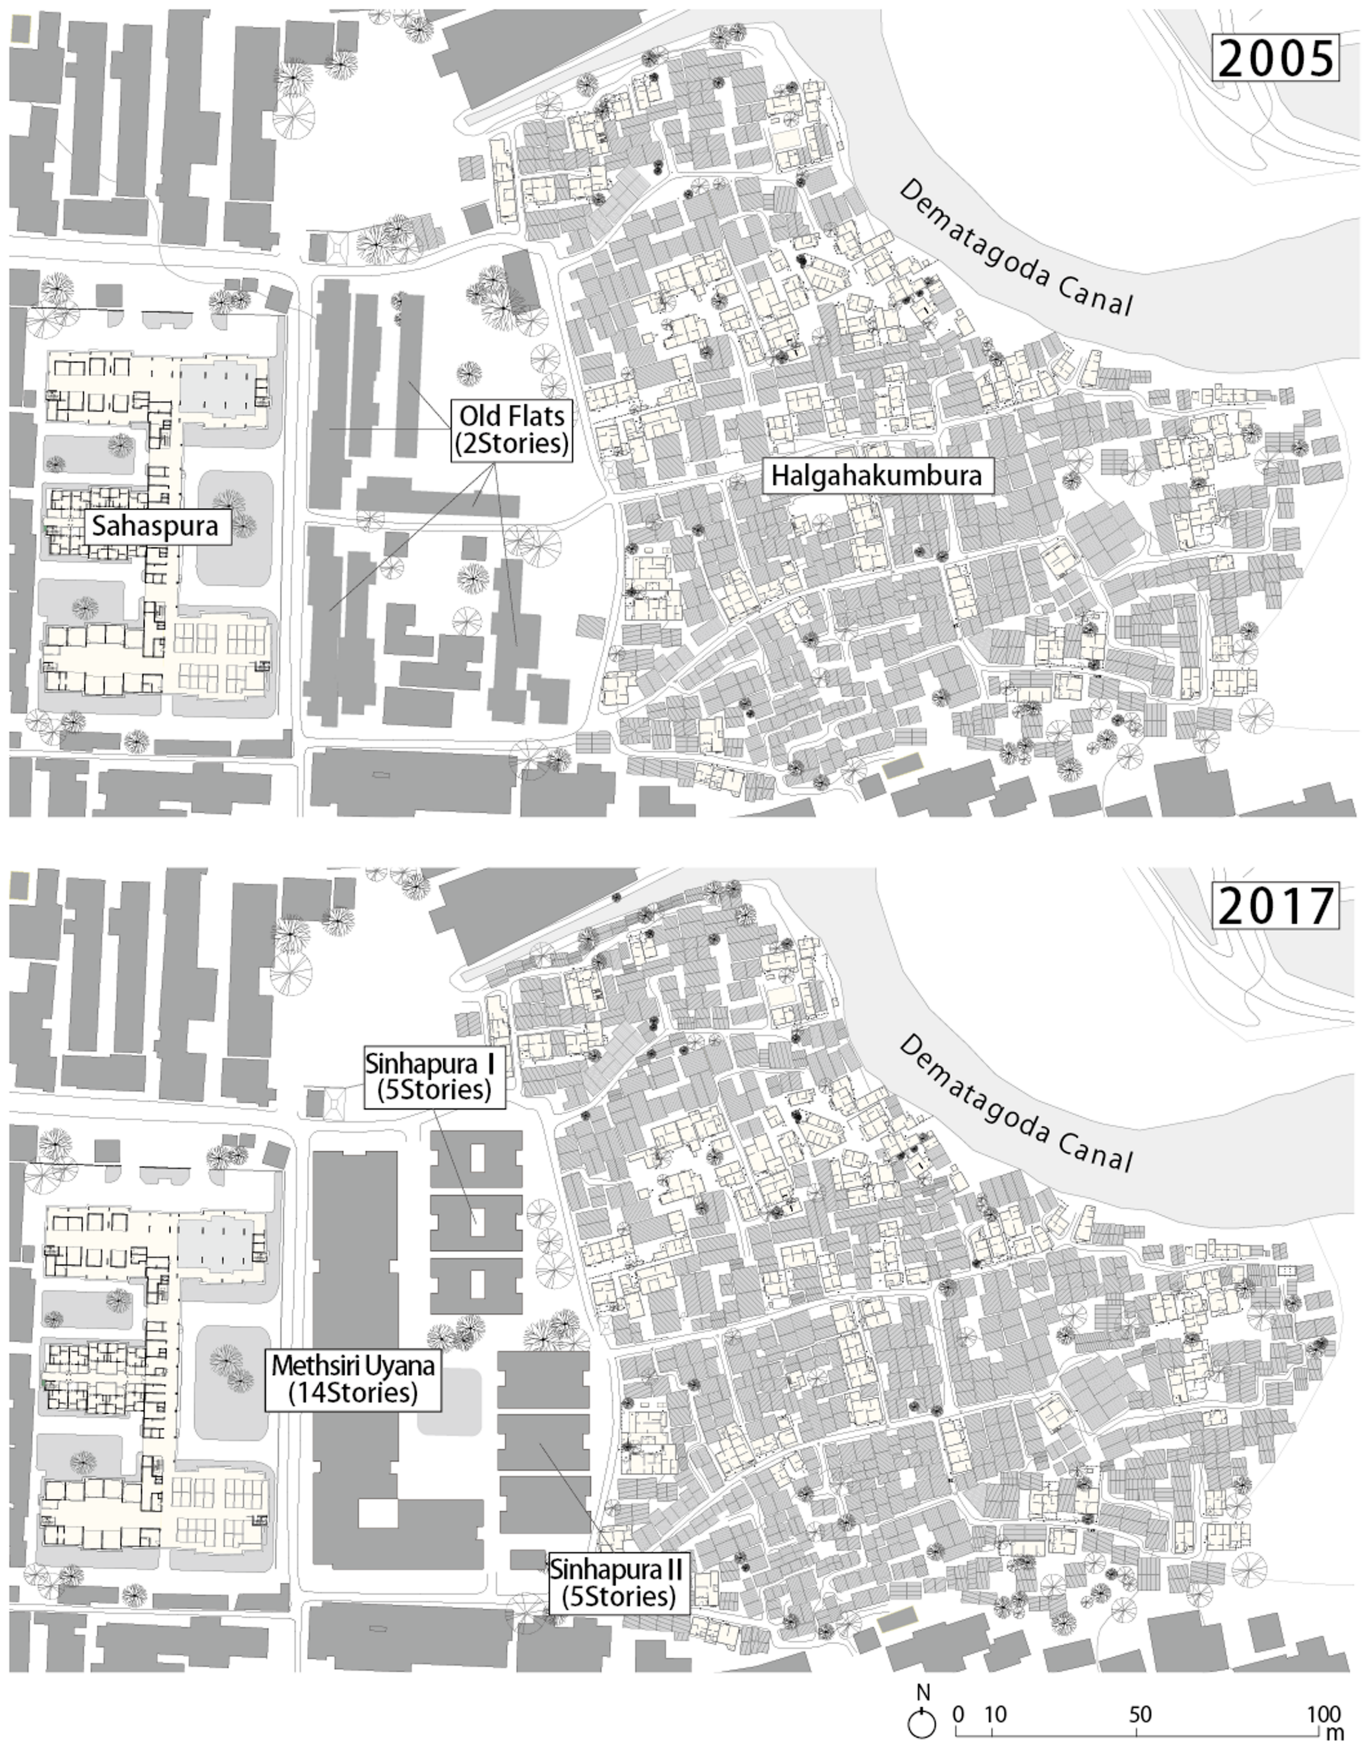 2005
Dematagoda Canal
Old Flats
(2Stories)
Halgahakumbura
Sahaspura
2017
Dematagoda Canal
Sinhapura I
(5Stories)
Methsiri Uyana
(14Stories)
Sinhapura II
(5Stories)
N
0 10 50 100
m